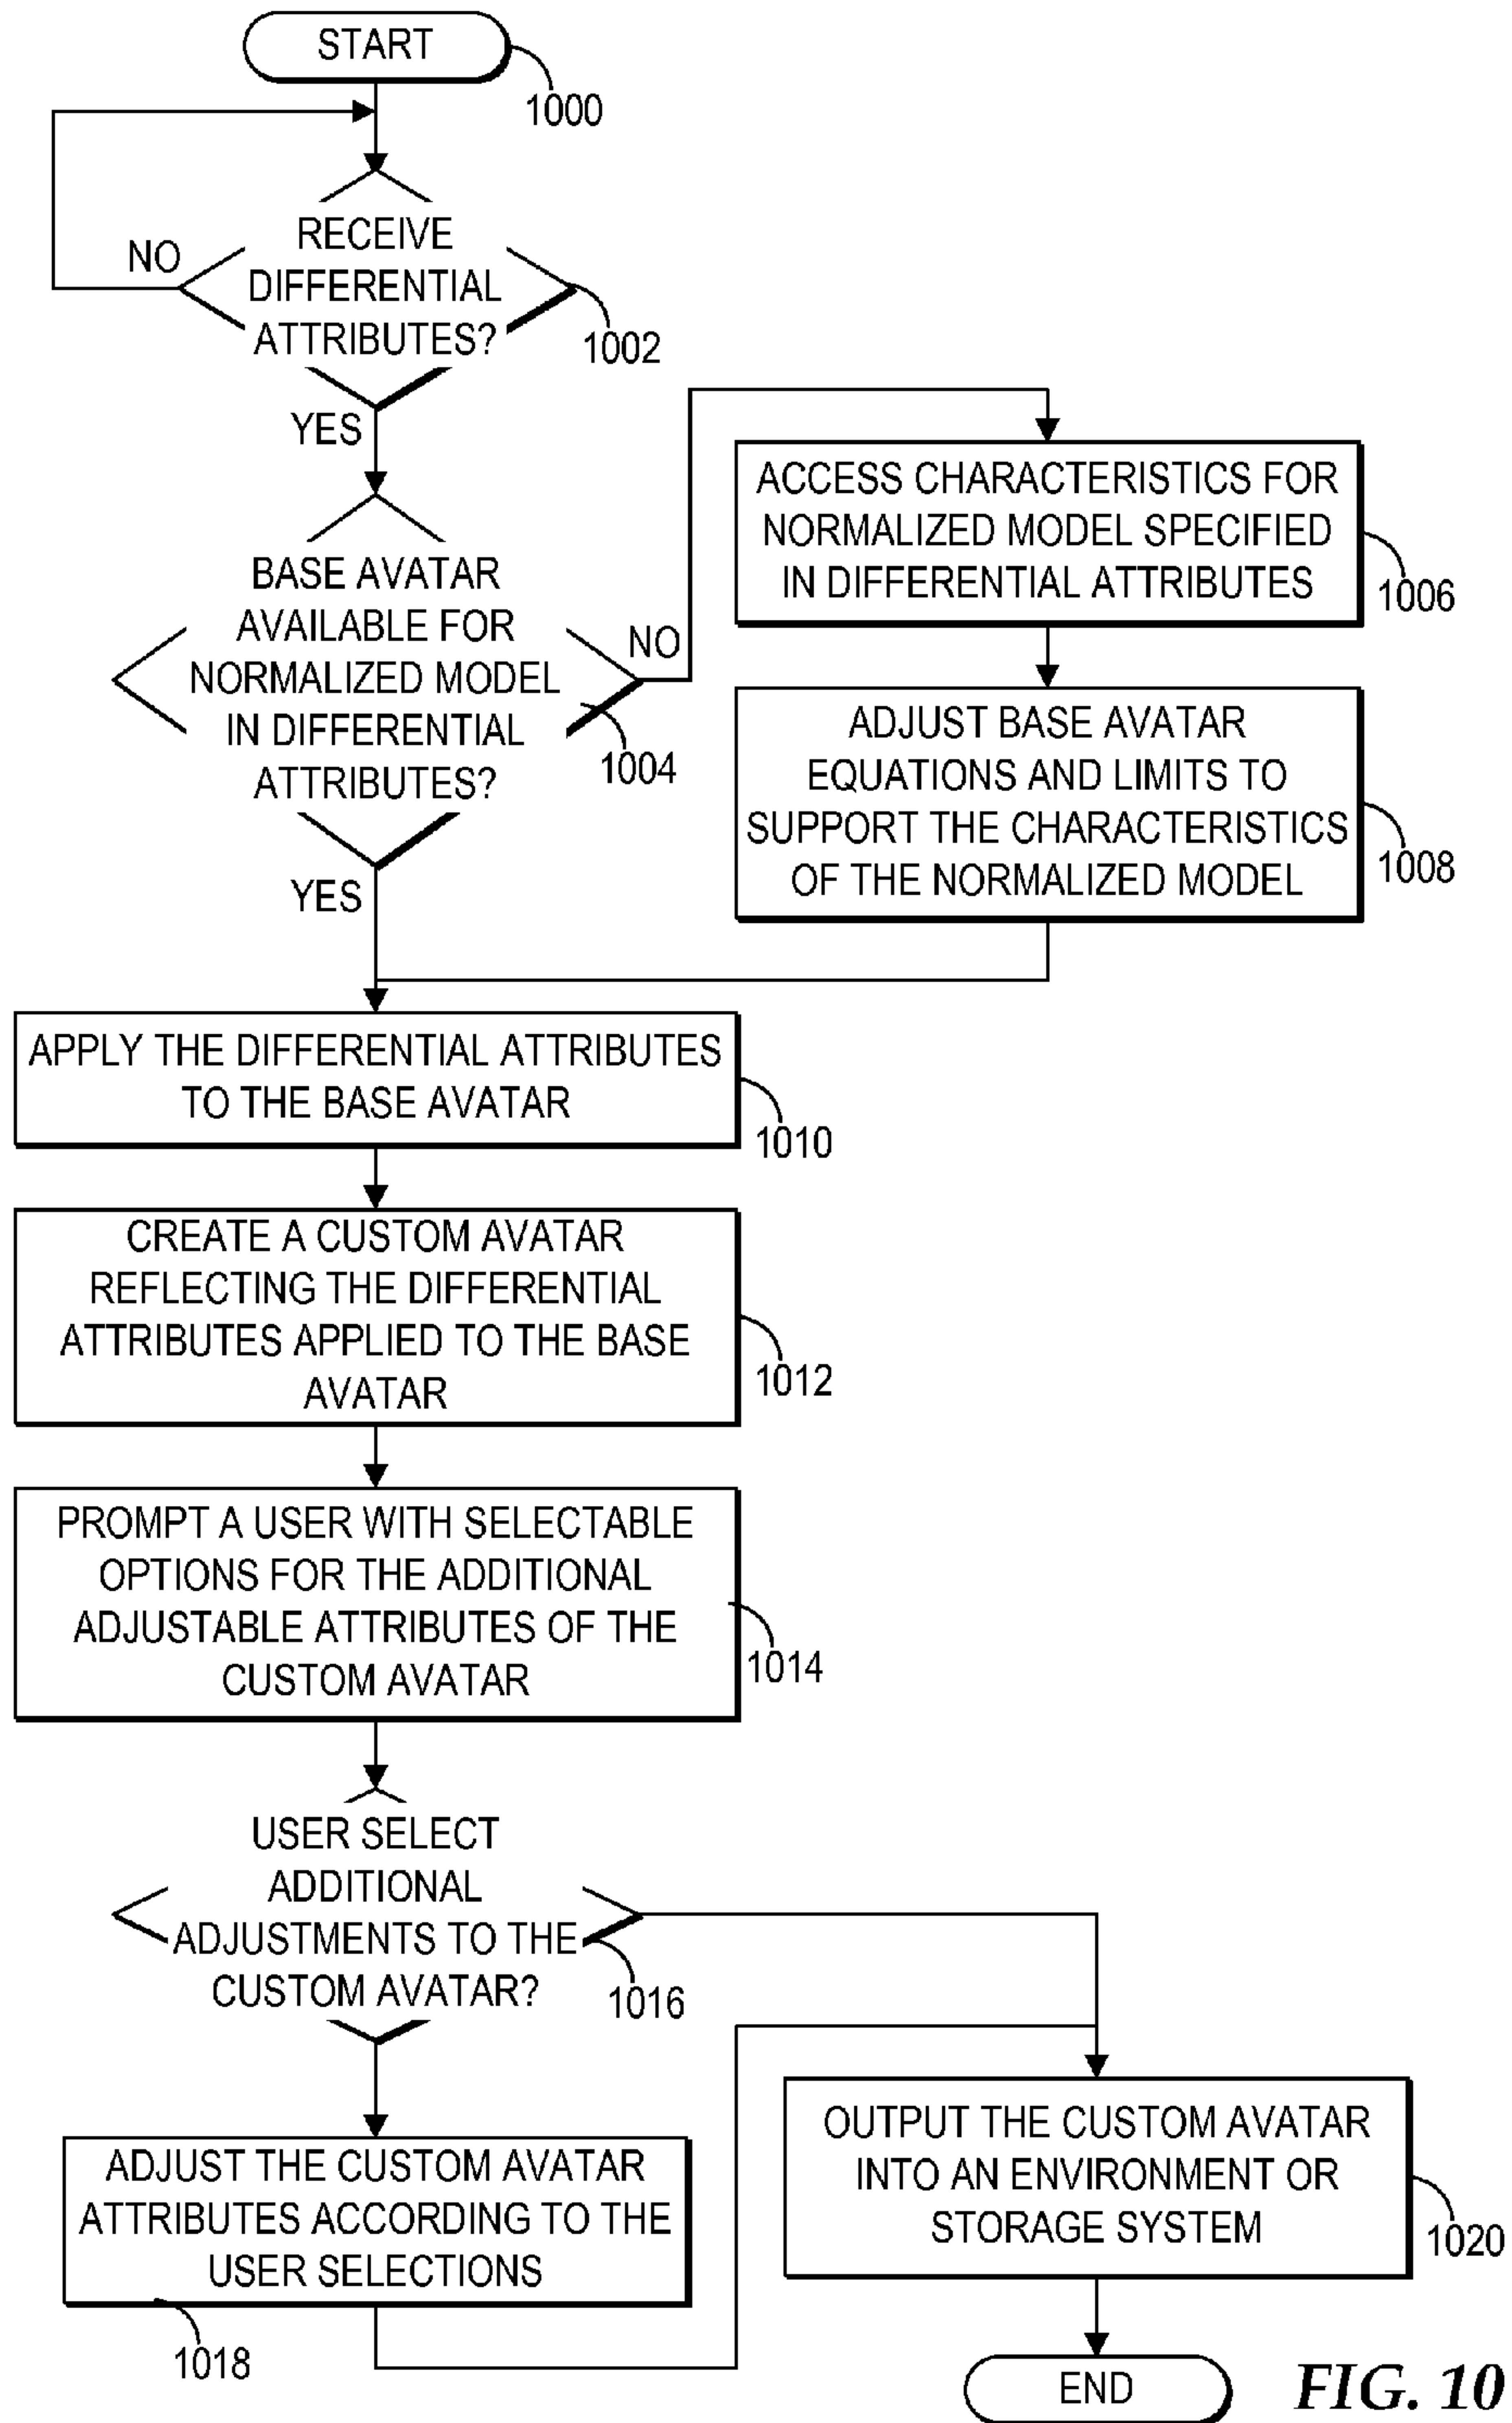 START
1000
RECEIVE
DIFFERENTIAL
ATTRIBUTES?
NO
1002
YES
BASE AVATAR
AVAILABLE FOR
NORMALIZED MODEL
IN DIFFERENTIAL
ATTRIBUTES?
NO
1004
YES
ACCESS CHARACTERISTICS FOR
NORMALIZED MODEL SPECIFIED
IN DIFFERENTIAL ATTRIBUTES
1006
ADJUST BASE AVATAR
EQUATIONS AND LIMITS TO
SUPPORT THE CHARACTERISTICS
OF THE NORMALIZED MODEL
1008
APPLY THE DIFFERENTIAL ATTRIBUTES
TO THE BASE AVATAR
1010
CREATE A CUSTOM AVATAR
REFLECTING THE DIFFERENTIAL
ATTRIBUTES APPLIED TO THE BASE
AVATAR
1012
PROMPT A USER WITH SELECTABLE
OPTIONS FOR THE ADDITIONAL
ADJUSTABLE ATTRIBUTES OF THE
CUSTOM AVATAR
1014
USER SELECT
ADDITIONAL
ADJUSTMENTS TO THE
CUSTOM AVATAR?
1016
ADJUST THE CUSTOM AVATAR
ATTRIBUTES ACCORDING TO THE
USER SELECTIONS
1018
OUTPUT THE CUSTOM AVATAR
INTO AN ENVIRONMENT OR
STORAGE SYSTEM
1020
END
FIG. 10